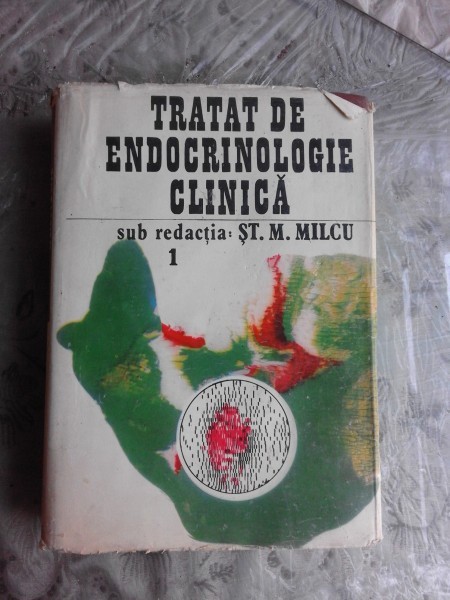 TRATAT DE
ENDOCRINOLOGIE
CLINICĂ
sub redacția: ȘT. M. MILCU
1